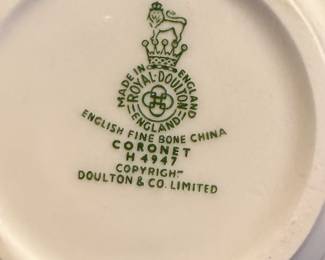 MADE IN ENGLAND
ROYAL·DOULTON
ENGLAND
ENGLISH FINE BONE CHINA
CORONET
H 4947
COPYRIGHT
DOULTON & CO. LIMITED